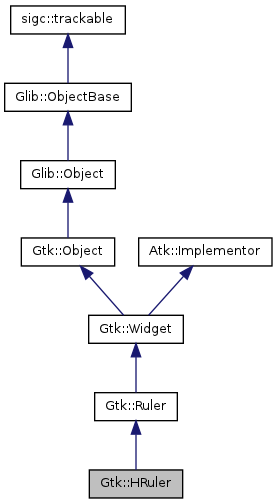 sigc::trackable
Glib::ObjectBase
Glib::Object
Gtk::Object
Atk::Implementor
Gtk::Widget
Gtk::Ruler
Gtk::HRuler